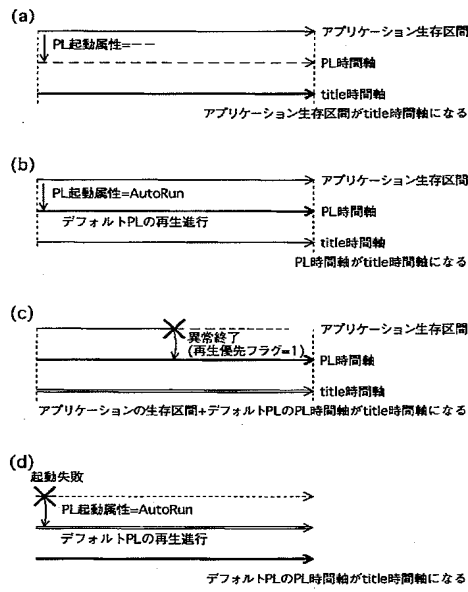 (a)
アプリケーション生存区間
PL起動属性=−−
PL時間軸
title時間軸
アプリケーション生存区間がtitle時間軸になる
(b)
アプリケーション生存区間
PL起動属性=AutoRun
PL時間軸
デフォルトPLの再生進行
title時間軸
PL時間軸がtitle時間軸になる
(c)
アプリケーション生存区間
異常終了
(再生優先フラグ=1)
PL時間軸
title時間軸
アプリケーションの生存区間+デフォルトPLのPL時間軸がtitle時間軸になる
(d)
起動失敗
PL起動属性=AutoRun
デフォルトPLの再生進行
デフォルトPLのPL時間軸がtitle時間軸になる